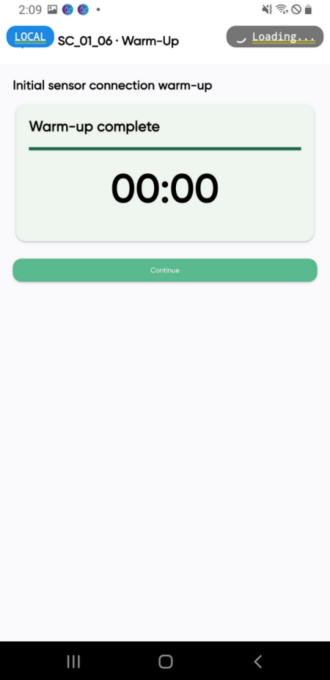 2:09
LOCAL
SC_01_06 · Warm-Up
Loading...
Initial sensor connection warm-up
Warm-up complete
00:00
Continue